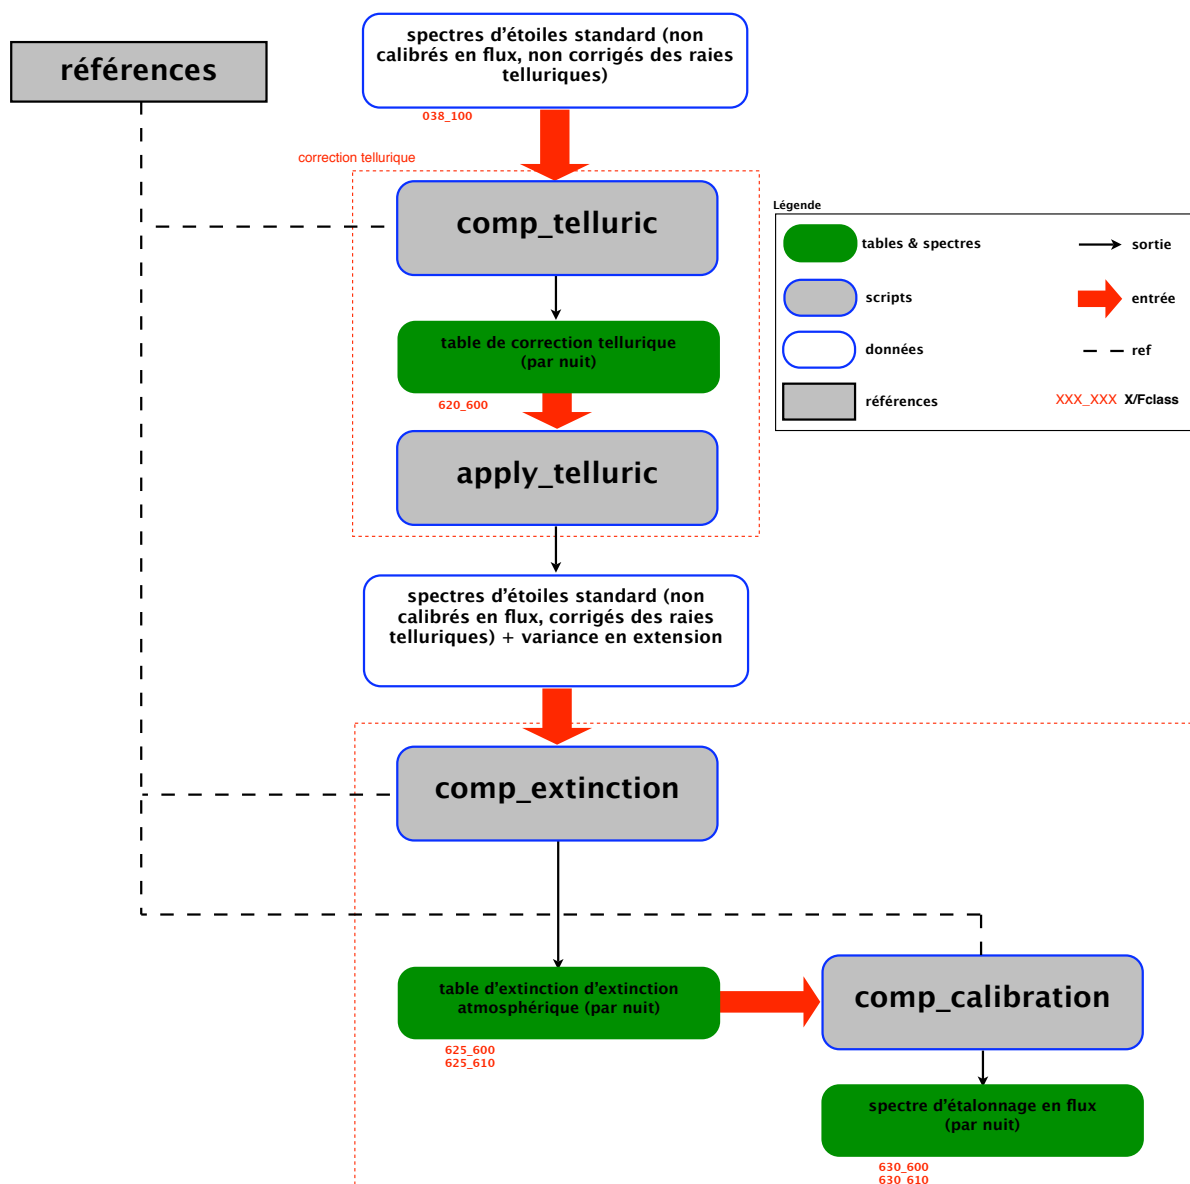 spectres d'étoiles standard (non
calibrés en flux, non corrigés des raies
telluriques)
références
038_100
correction tellurique
comp_telluric
Légende
tables & spectres
sortie
scripts
entrée
données
ref
références
XXX_XXX X/Fclass
table de correction tellurique
(par nuit)
620_600
apply_telluric
spectres d'étoiles standard (non
calibrés en flux, corrigés des raies
telluriques) + variance en extension
comp_extinction
table d'extinction d'extinction
atmosphérique (par nuit)
625_600
625_610
comp_calibration
spectre d'étalonnage en flux
(par nuit)
630_600
630_610